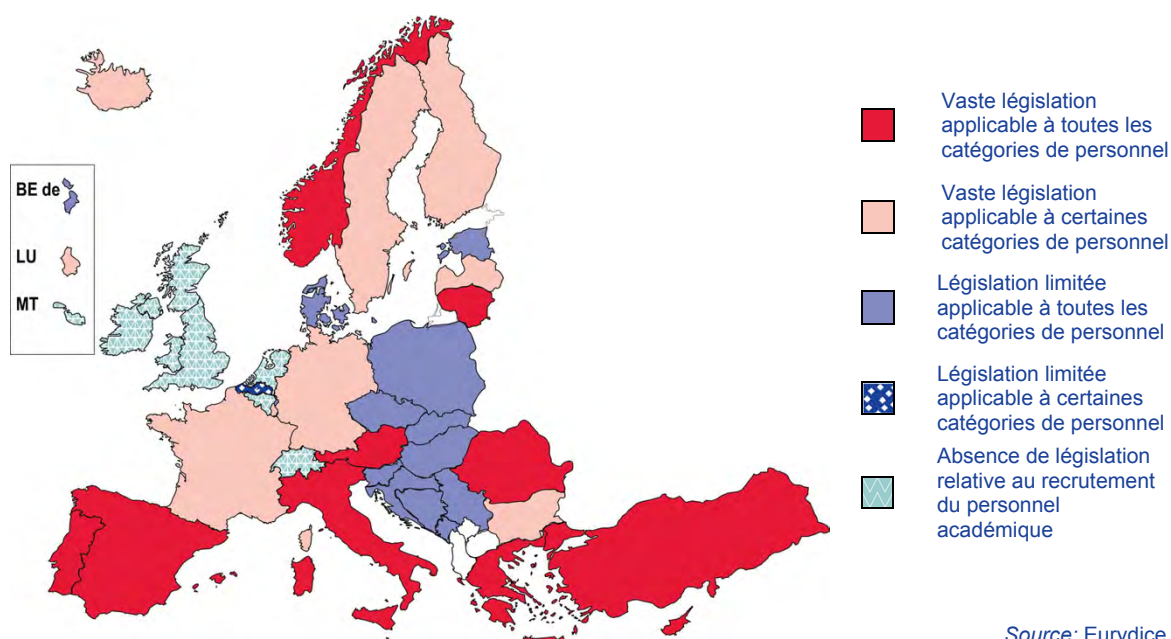 BE de
LU
MT
Vaste législation
applicable à toutes les
catégories de personnel
Vaste législation
applicable à certaines
catégories de personnel
Législation limitée
applicable à toutes les
catégories de personnel
Législation limitée
applicable à certaines
catégories de personnel
Absence de législation
relative au recrutement
du personnel
académique
Source: Eurydice